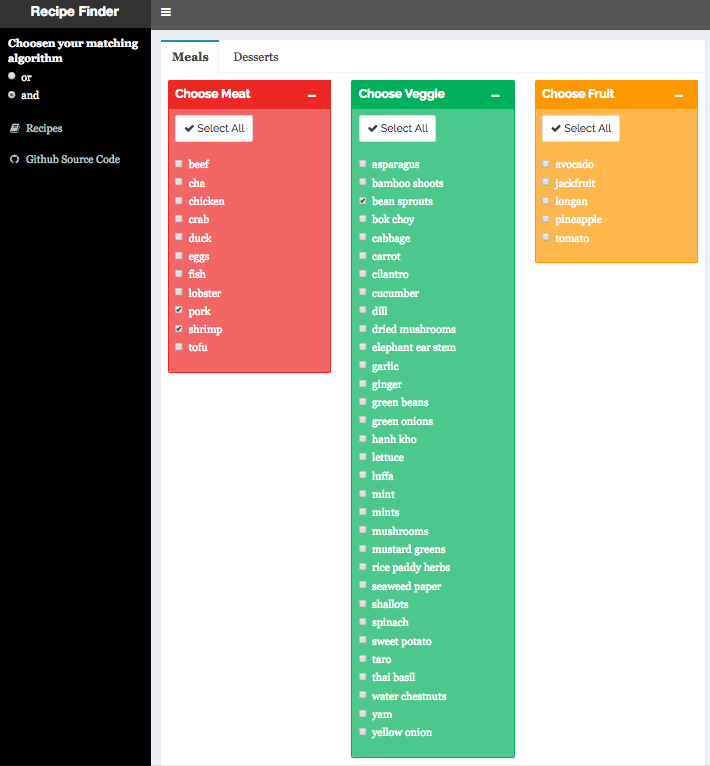 Recipe Finder
Choosen your matching
algorithm
or
and
Recipes
Github Source Code
Meals
Desserts
Choose Meat
Select All
beef
cha
chicken
crab
duck
eggs
fish
lobster
pork
shrimp
tofu
Choose Veggie
Select All
asparagus
bamboo shoots
bean sprouts
bok choy
cabbage
carrot
cilantro
cucumber
dill
dried mushrooms
elephant ear stem
garlic
ginger
green beans
green onions
hanh kho
lettuce
luffa
mint
mints
mushrooms
mustard greens
rice paddy herbs
seaweed paper
shallots
spinach
sweet potato
taro
thai basil
water chestnuts
yam
yellow onion
Choose Fruit
Select All
avocado
jackfruit
longan
pineapple
tomato